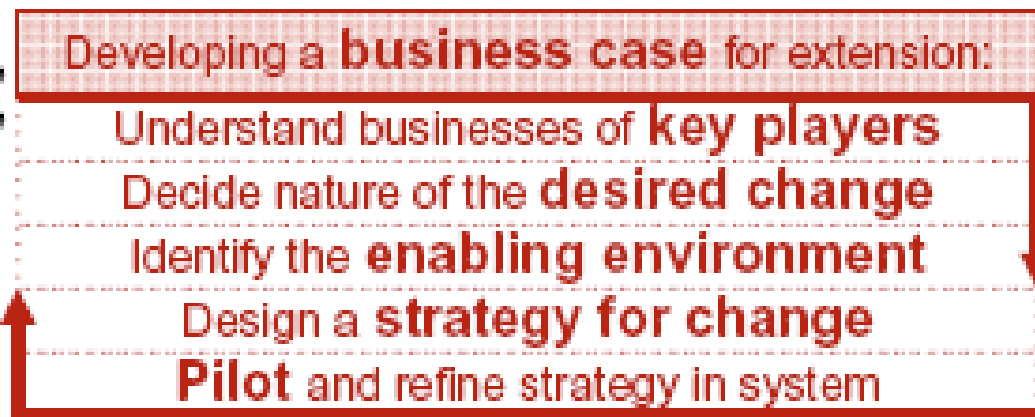 Developing a business case for extension:
Understand businesses of key players
Decide nature of the desired change
Identify the enabling environment
Design a strategy for change
Pilot and refine strategy in system